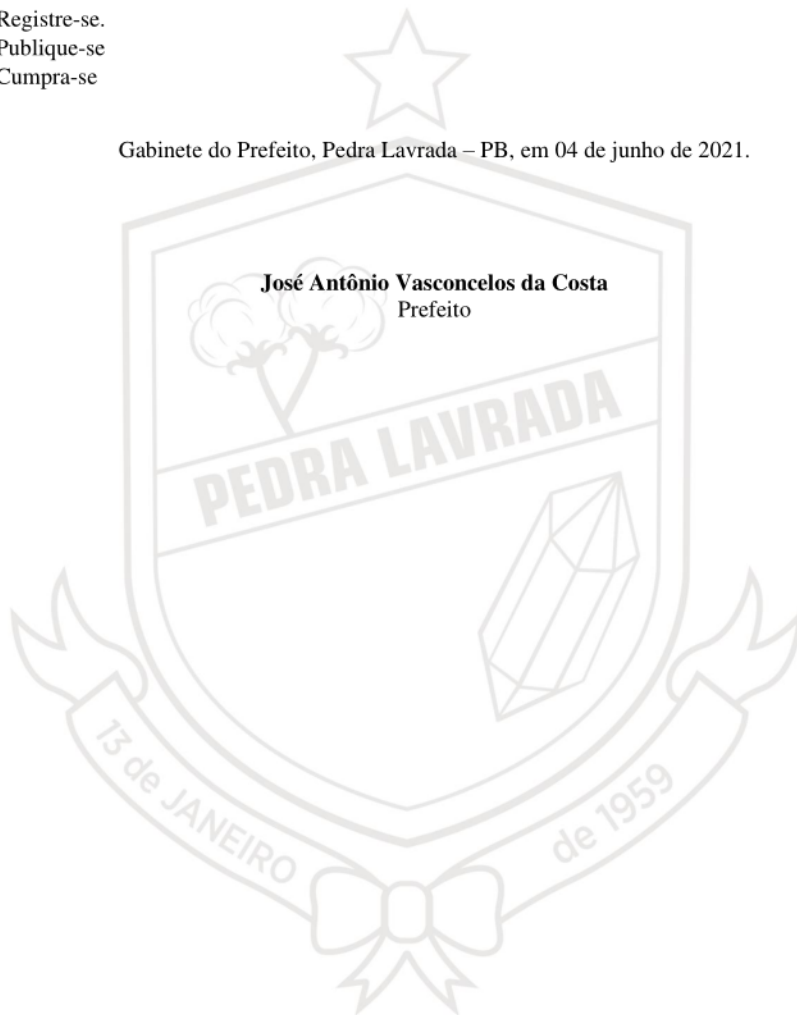 Registre-se.
Publique-se
Cumpra-se
Gabinete do Prefeito, Pedra Lavrada – PB, em 04 de junho de 2021.
José Antônio Vasconcelos da Costa
Prefeito
PEDRA LAVRADA
13 de JANEIRO
de 1959